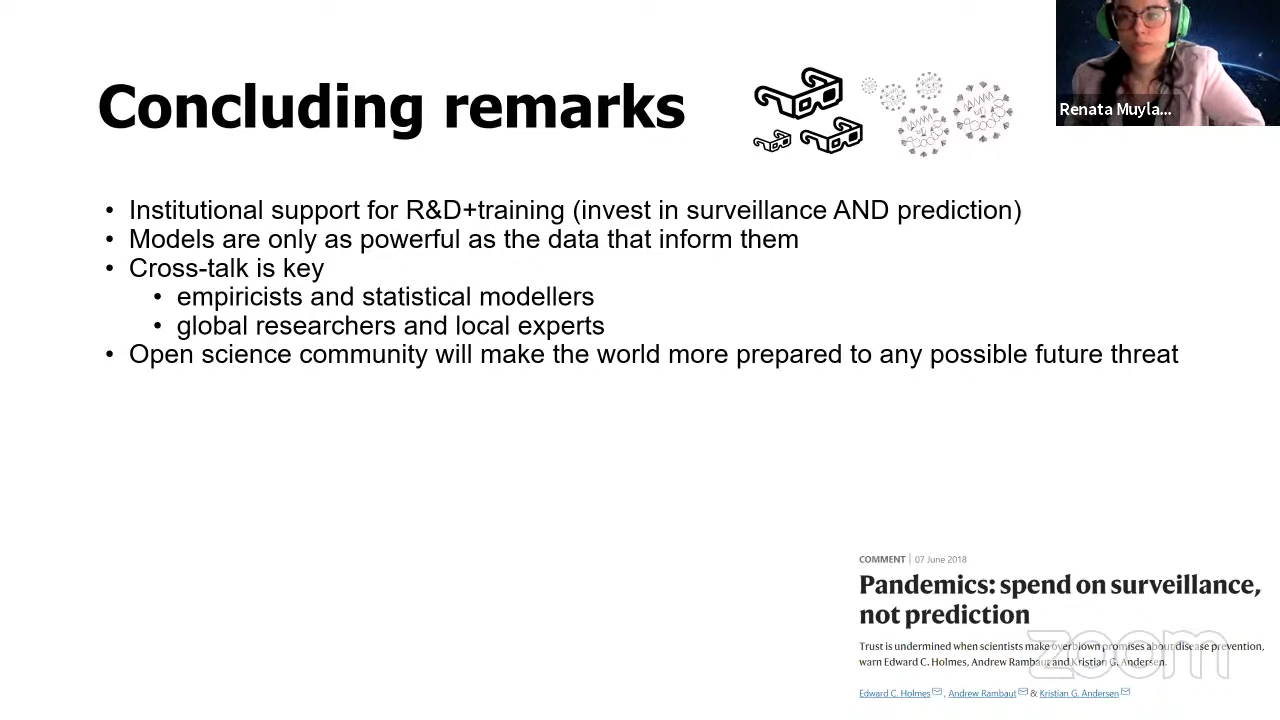 Concluding remarks
Renata Muyla...
• Institutional support for R&D+training (invest in surveillance AND prediction)
• Models are only as powerful as the data that inform them
• Cross-talk is key
• empiricists and statistical modellers
• global researchers and local experts
• Open science community will make the world more prepared to any possible future threat
COMMENT | 07 June 2018
Pandemics: spend on surveillance,
not prediction
Trust is undermined when scientists make overblown promises about disease prevention,
warn Edward C. Holmes, Andrew Rambaut and Kristian G. Andersen.
Edward C. Holmes, Andrew Rambaut & Kristian G. Andersen
zoom